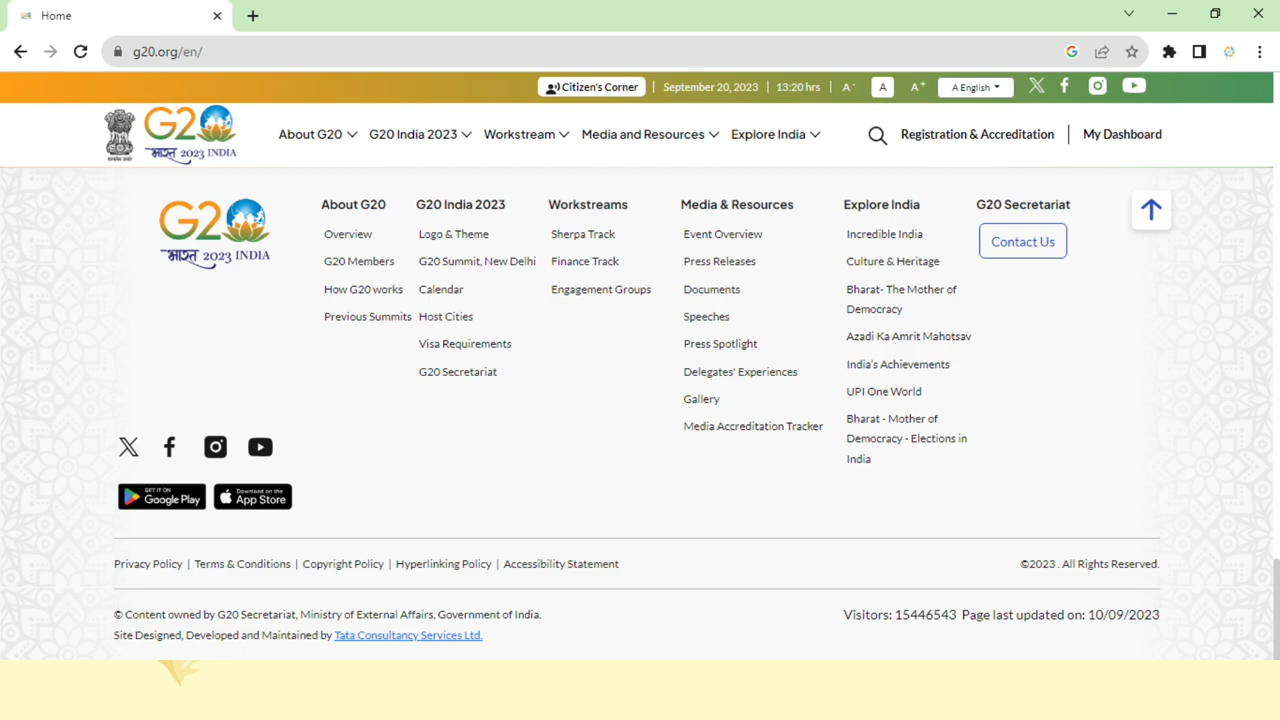 Home
g20.org/en/
Citizen's Corner | September 20, 2023 | 13:20 hrs | A- A A+ A English
G20
भारत 2023 INDIA
About G20 G20 India 2023 Workstream Media and Resources Explore India Registration & Accreditation | My Dashboard
G20
भारत 2023 INDIA
About G20
Overview
G20 Members
How G20 works
Previous Summits
G20 India 2023
Logo & Theme
G20 Summit, New Delhi
Calendar
Host Cities
Visa Requirements
G20 Secretariat
Workstreams
Sherpa Track
Finance Track
Engagement Groups
Media & Resources
Event Overview
Press Releases
Documents
Speeches
Press Spotlight
Delegates' Experiences
Gallery
Media Accreditation Tracker
Explore India
Incredible India
Culture & Heritage
Bharat- The Mother of
Democracy
Azadi Ka Amrit Mahotsav
India's Achievements
UPI One World
Bharat - Mother of
Democracy - Elections in
India
G20 Secretariat
Contact Us
GET IT ON
Google Play
Download on the
App Store
Privacy Policy | Terms & Conditions | Copyright Policy | Hyperlinking Policy | Accessibility Statement
©2023 . All Rights Reserved.
© Content owned by G20 Secretariat, Ministry of External Affairs, Government of India.
Site Designed, Developed and Maintained by Tata Consultancy Services Ltd.
Visitors: 15446543 Page last updated on: 10/09/2023